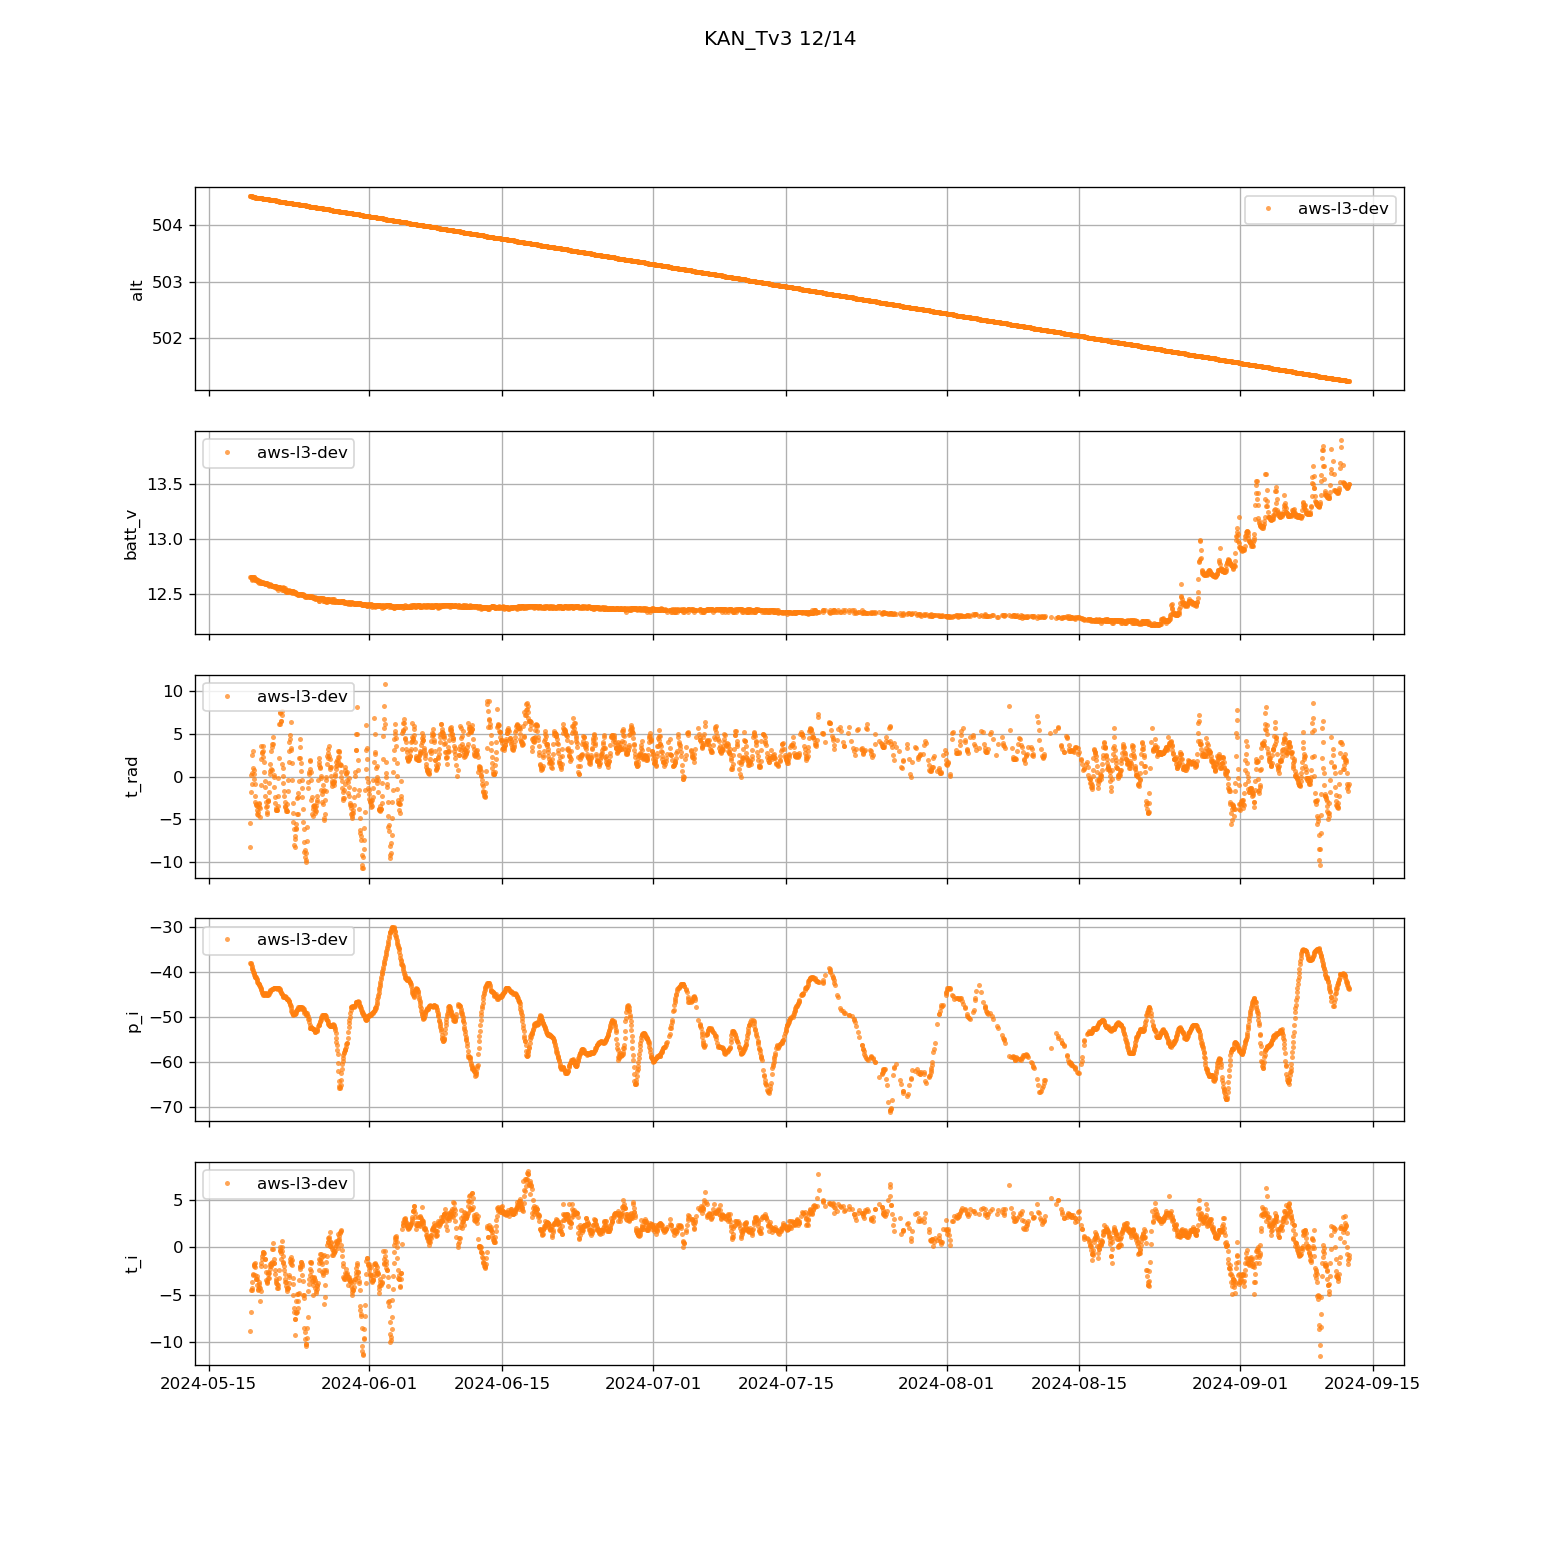 KAN_Tv3 12/14
504
503
502
alt
aws-l3-dev
13.5
13.0
12.5
batt_v
aws-l3-dev
10
5
0
−5
−10
t_rad
aws-l3-dev
−30
−40
−50
−60
−70
p_i
aws-l3-dev
5
0
−5
−10
t_i
aws-l3-dev
2024-05-15 2024-06-01 2024-06-15 2024-07-01 2024-07-15 2024-08-01 2024-08-15 2024-09-01 2024-09-15